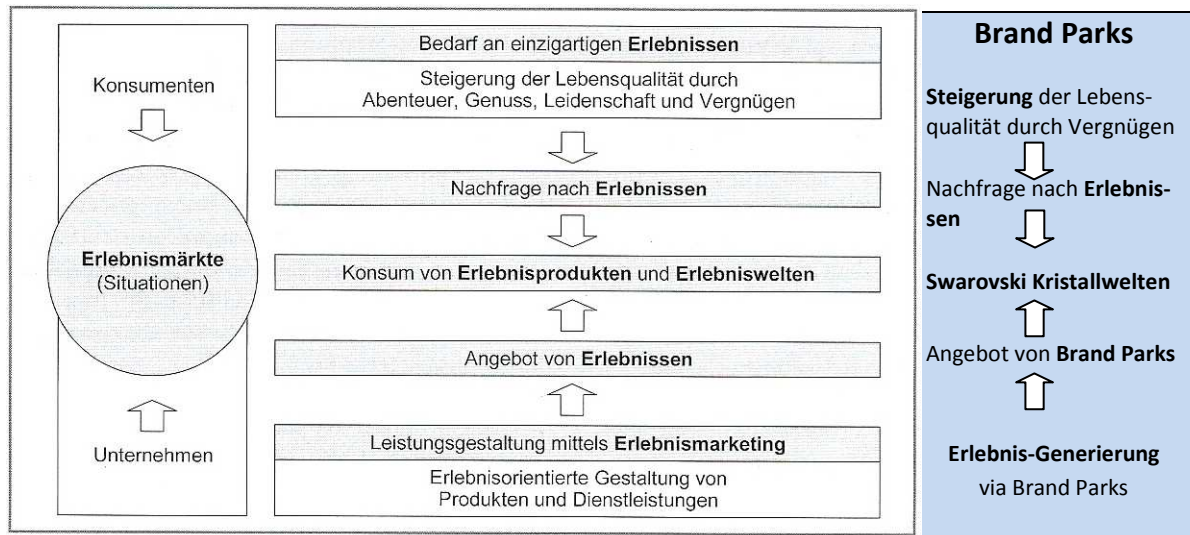 Konsumenten
Erlebnismärkte
(Situationen)
Unternehmen
Bedarf an einzigartigen Erlebnissen
Steigerung der Lebensqualität durch
Abenteuer, Genuss, Leidenschaft und Vergnügen
Nachfrage nach Erlebnissen
Konsum von Erlebnisprodukten und Erlebniswelten
Angebot von Erlebnissen
Leistungsgestaltung mittels Erlebnismarketing
Erlebnisorientierte Gestaltung von
Produkten und Dienstleistungen
Brand Parks
Steigerung der Lebens-
qualität durch Vergnügen
Nachfrage nach Erlebnis-
sen
Swarovski Kristallwelten
Angebot von Brand Parks
Erlebnis-Generierung
via Brand Parks